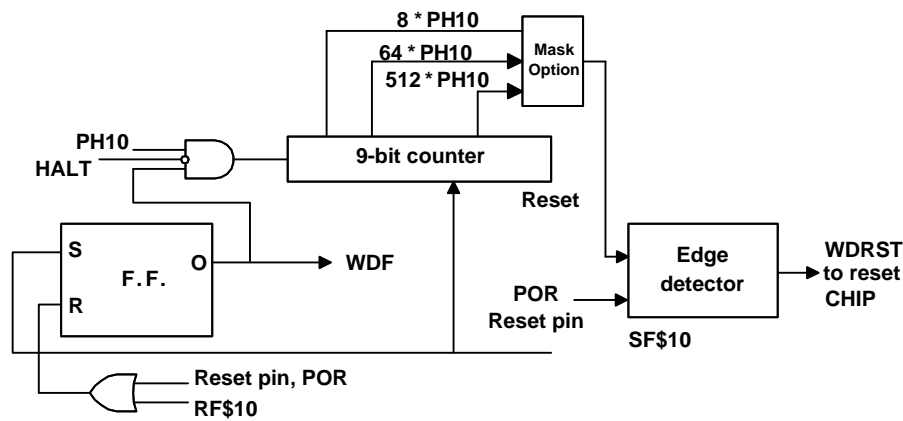 8 * PH10
64 * PH10
512 * PH10
Mask
Option
PH10
HALT
9-bit counter
Reset
S
F. F.
O
R
WDF
Edge
detector
WDRST
to reset
CHIP
POR
Reset pin
SF$10
Reset pin, POR
RF$10